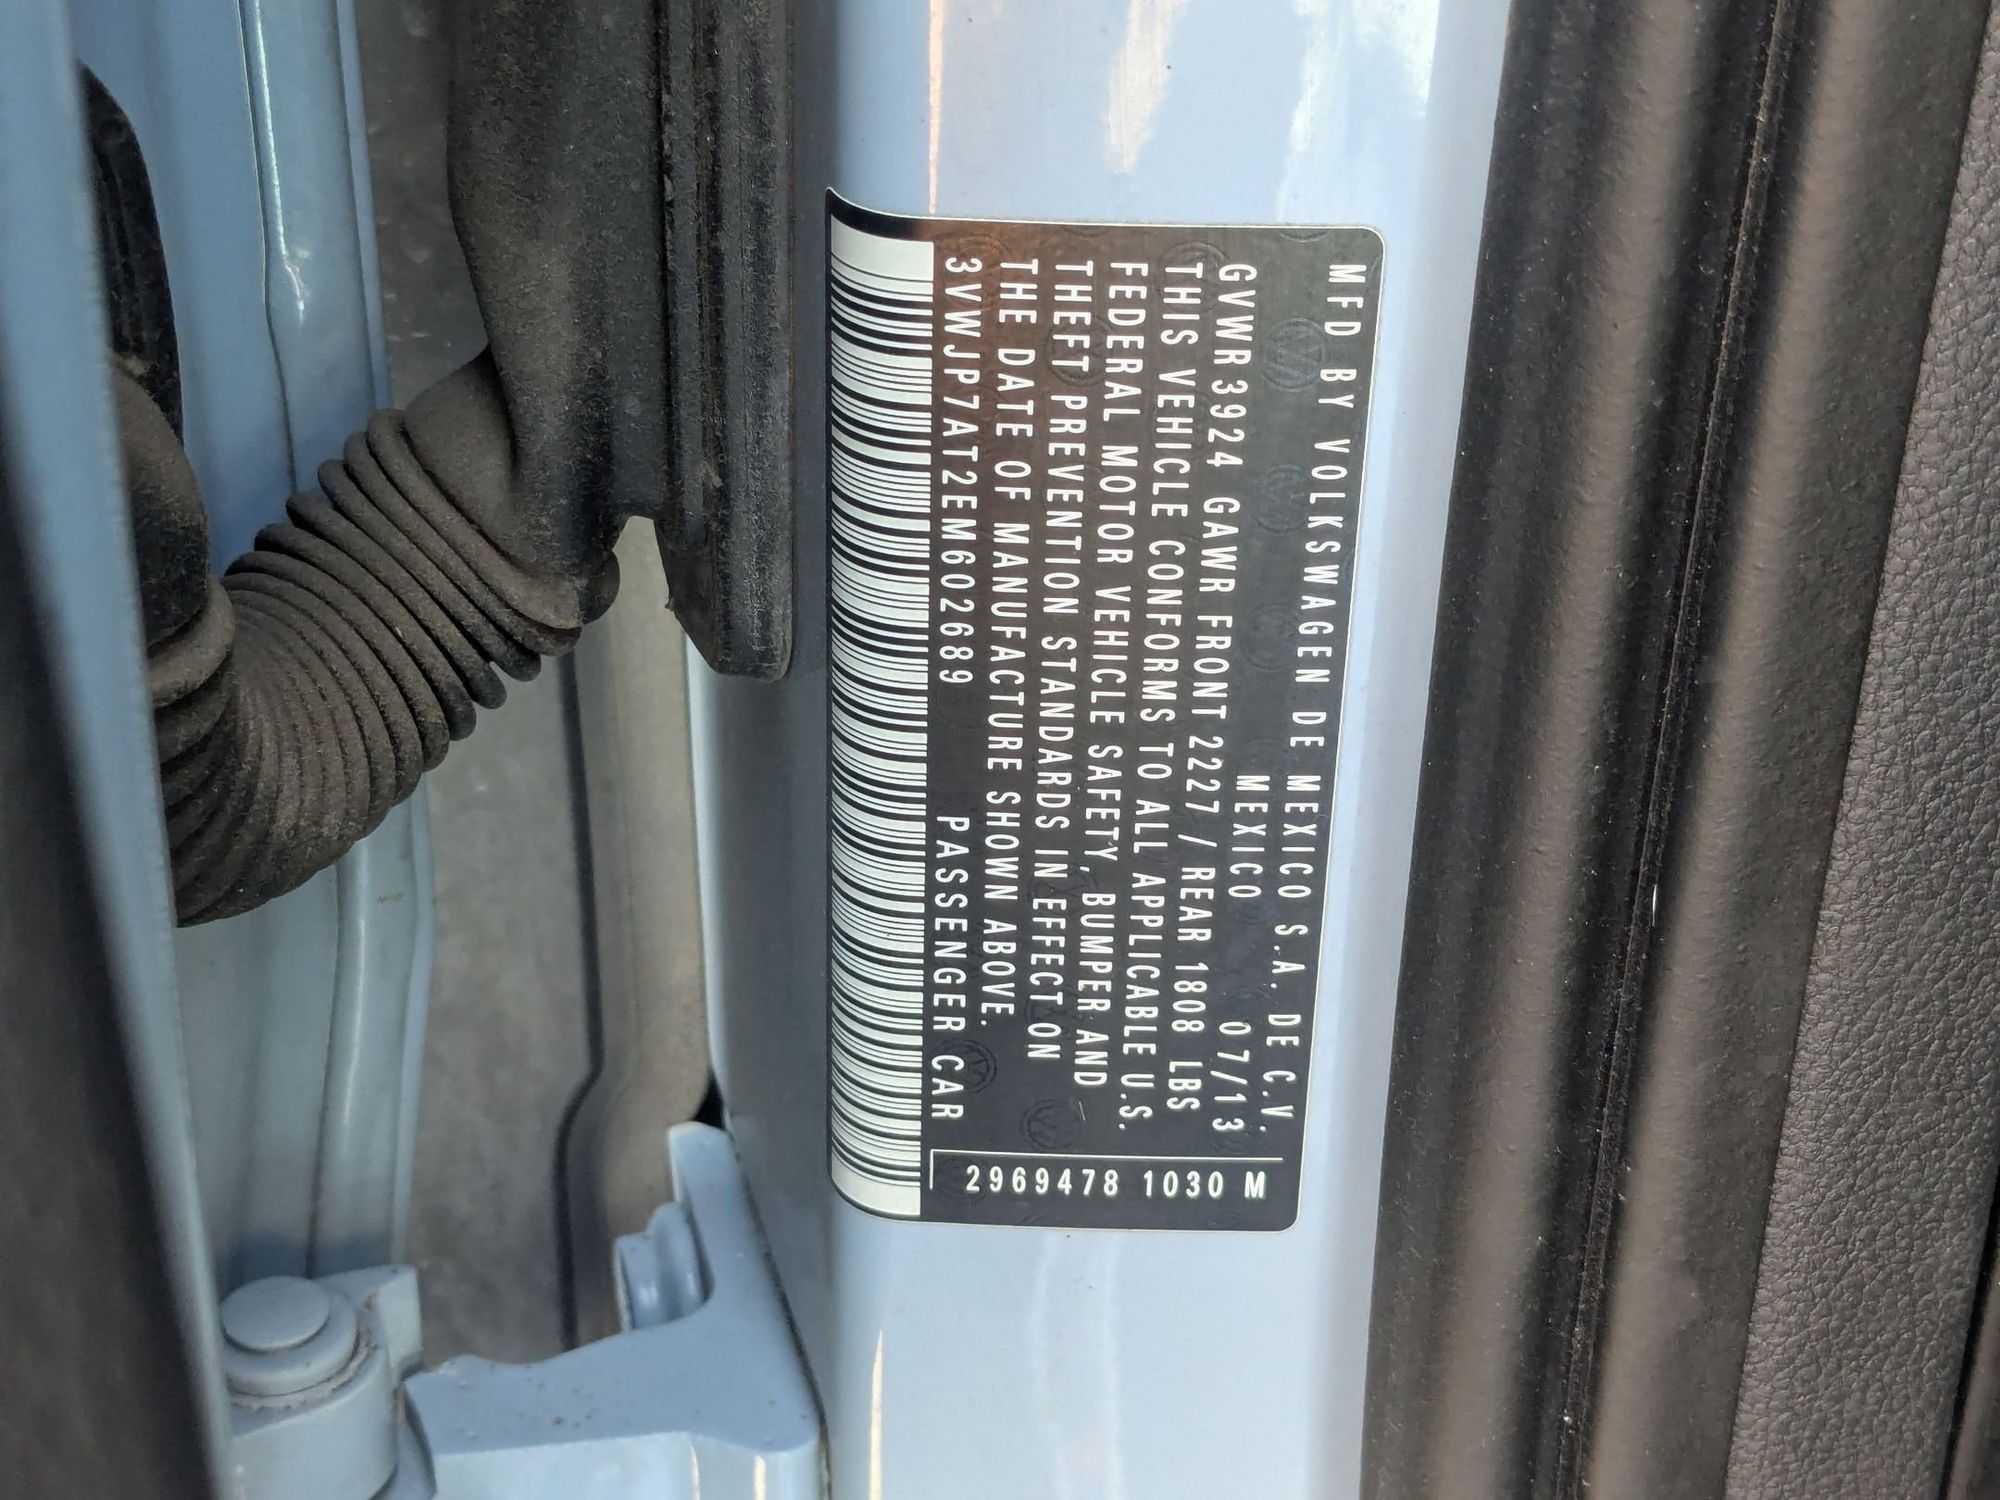 MFD BY VOLKSWAGEN DE MEXICO S.A. DE C.V.
MEXICO 07/13
GVWR 3924 GAWR FRONT 2227 / REAR 1808 LBS
THIS VEHICLE CONFORMS TO ALL APPLICABLE U.S.
FEDERAL MOTOR VEHICLE SAFETY, BUMPER AND
THEFT PREVENTION STANDARDS IN EFFECT ON
THE DATE OF MANUFACTURE SHOWN ABOVE.
3VWJP7AT2EM602689 PASSENGER CAR
2969478 1030 M